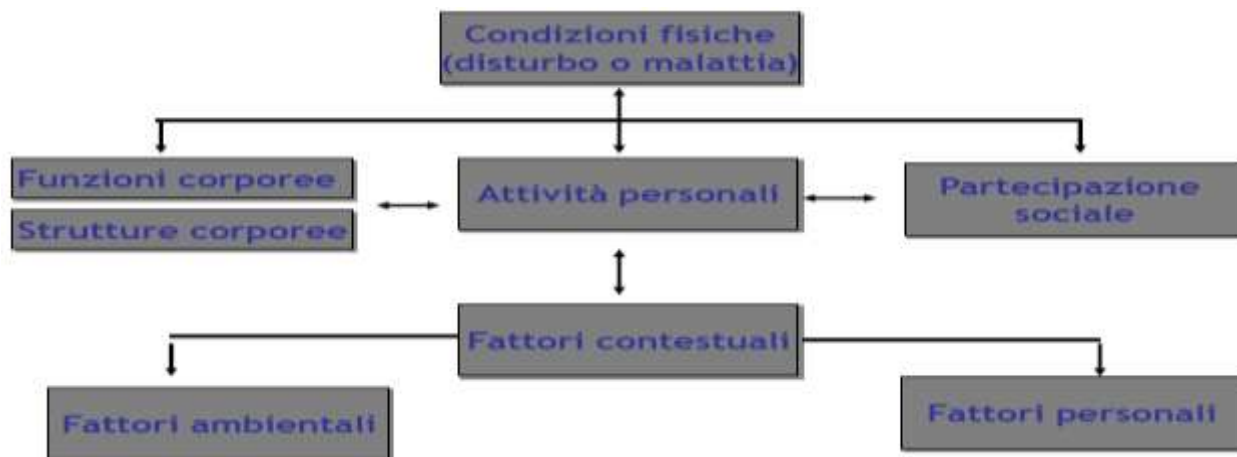 Condizioni fisiche
(disturbo o malattia)
Funzioni corporee
Strutture corporee
Attività personali
Partecipazione
sociale
Fattori contestuali
Fattori ambientali
Fattori personali